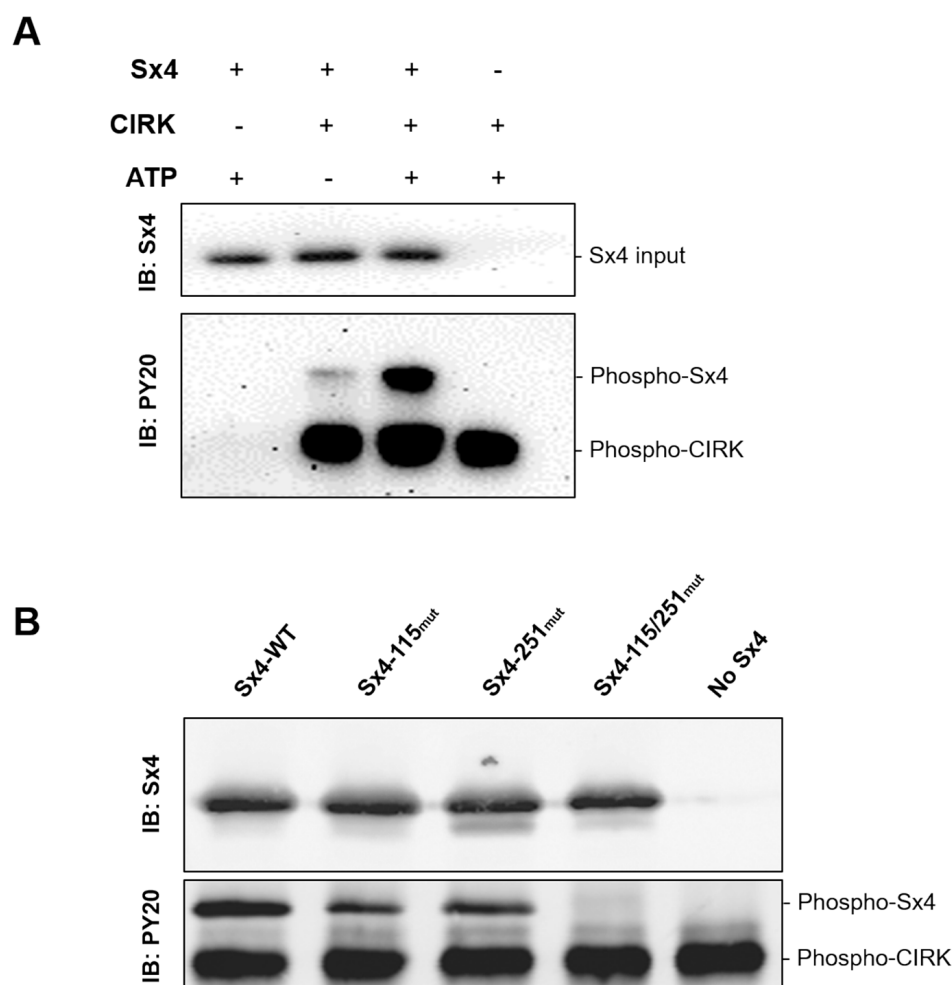 A
Sx4 + + + -
CIRK - + + +
ATP + - + +
IB: Sx4
Sx4 input
IB: PY20
Phospho-Sx4
Phospho-CIRK
B
Sx4-WT
Sx4-115mut
Sx4-251mut
Sx4-115/251mut
No Sx4
IB: Sx4
IB: PY20
Phospho-Sx4
Phospho-CIRK